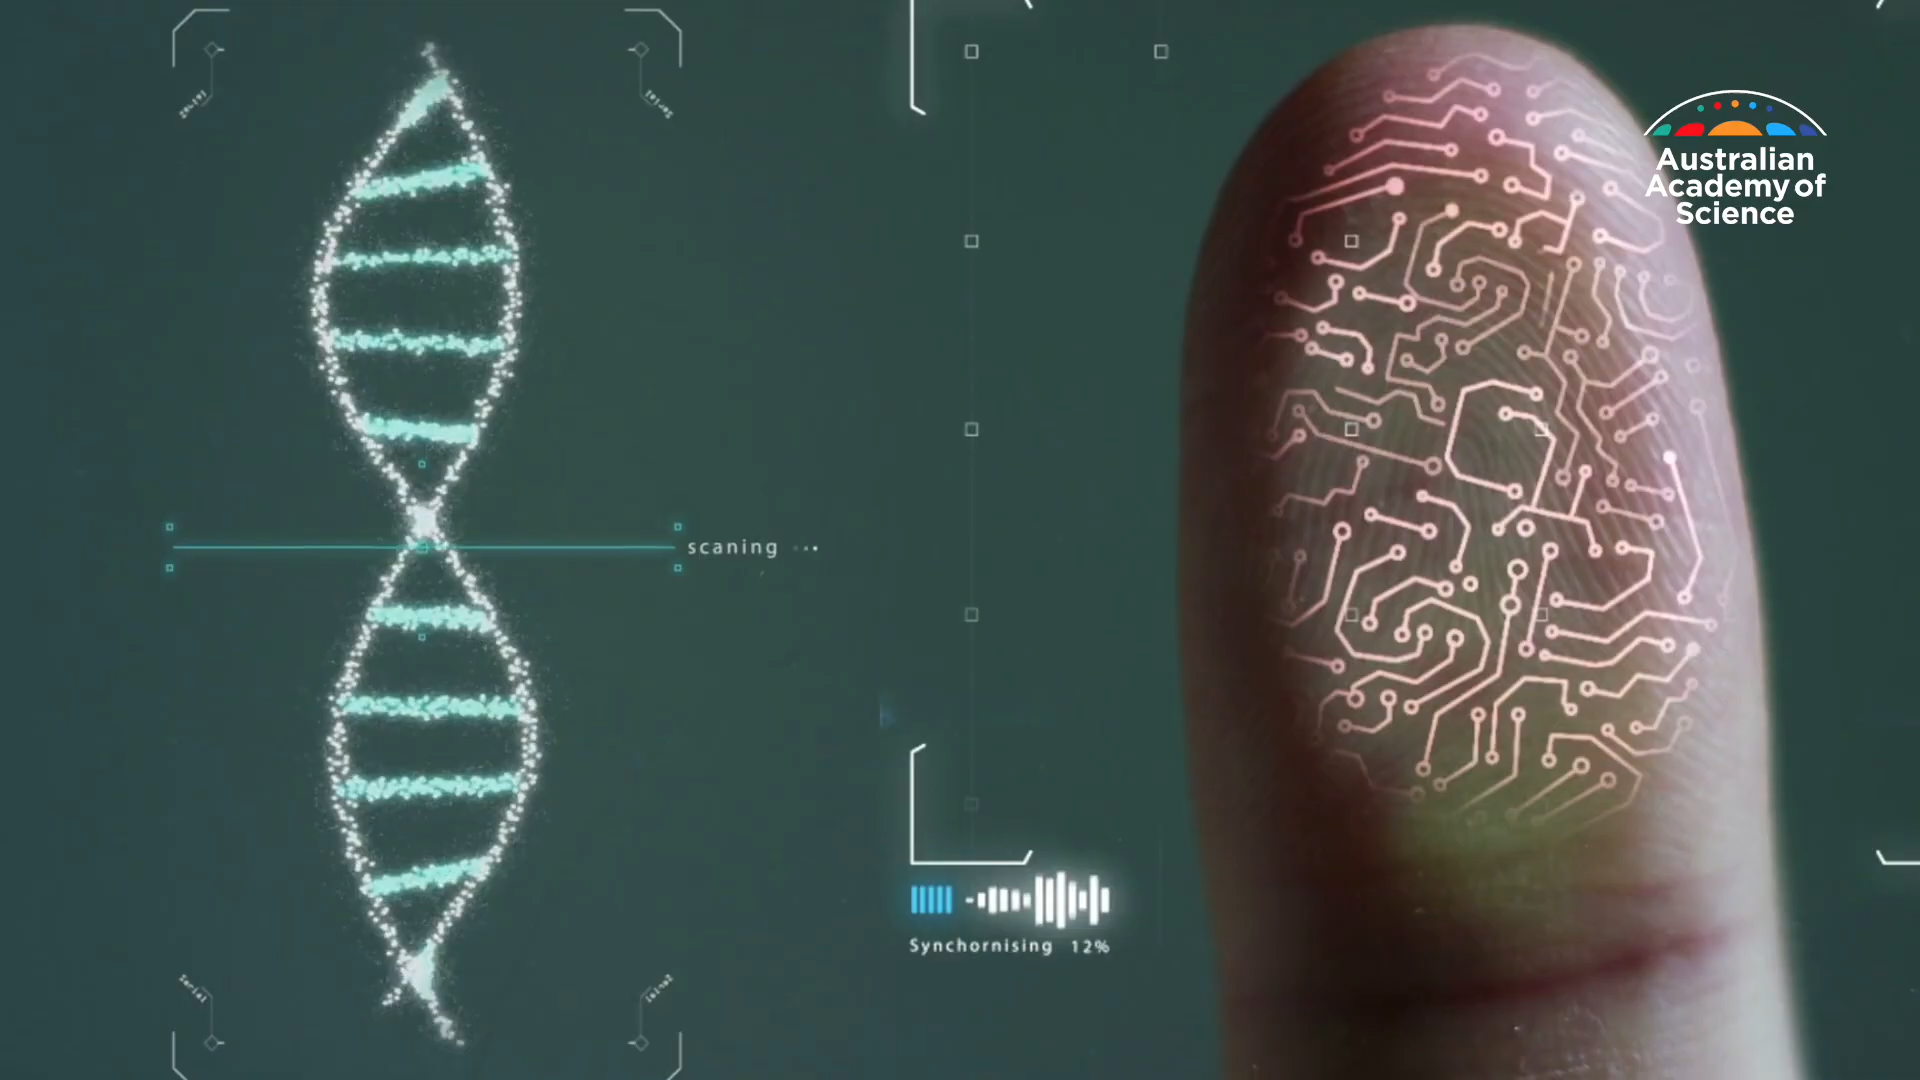 Australian
Academy of
Science
scaning
Synchornising 12%